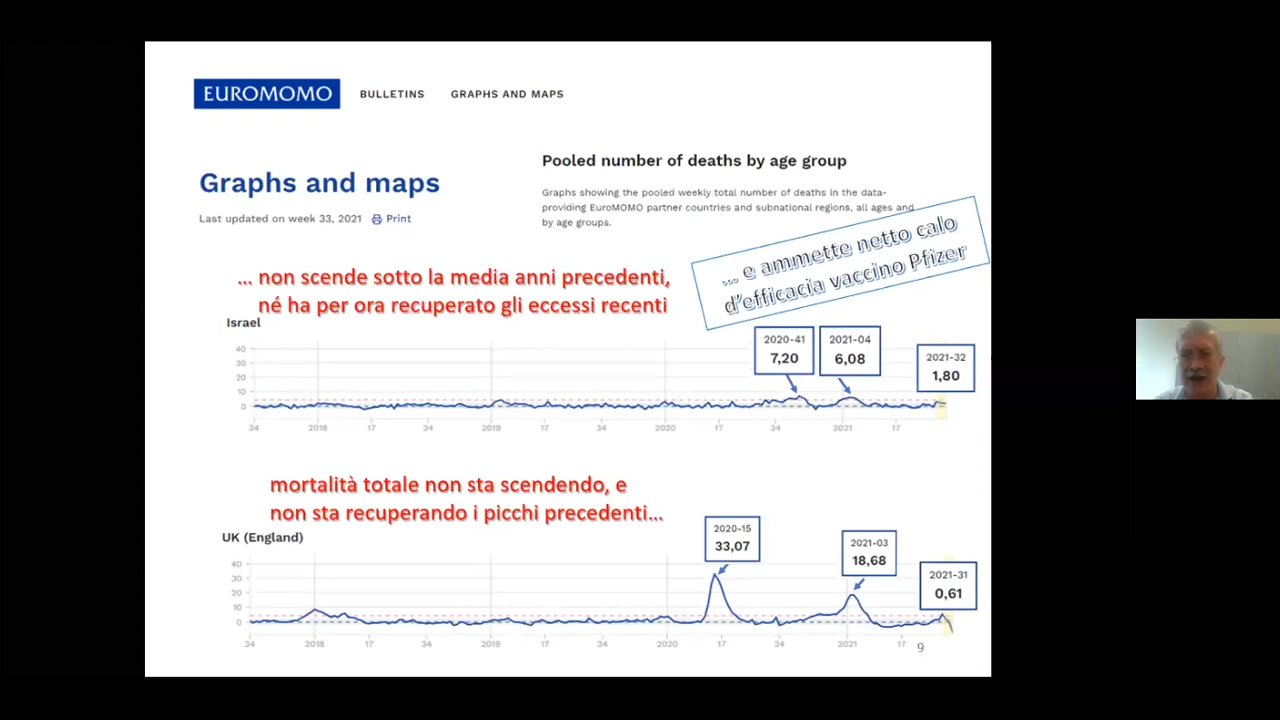 EUROMOMO
BULLETINS
GRAPHS AND MAPS
Graphs and maps
Last updated on week 33, 2021
Print
Pooled number of deaths by age group
Graphs showing the pooled weekly total number of deaths in the data-
providing EuroMOMO partner countries and subnational regions, all ages and
by age groups.
... e ammette netto calo
d'efficacia vaccino Pfizer
... non scende sotto la media anni precedenti,
né ha per ora recuperato gli eccessi recenti
Israel
2020-41
7,20
2021-04
6,08
2021-32
1,80
40
30
20
10
0
34
2018
17
34
2019
17
34
2020
17
34
2021
17
mortalità totale non sta scendendo, e
non sta recuperando i picchi precedenti...
UK (England)
2020-15
33,07
2021-03
18,68
2021-31
0,61
40
30
20
10
0
34
2018
17
34
2019
17
34
2020
17
34
2021
17
9